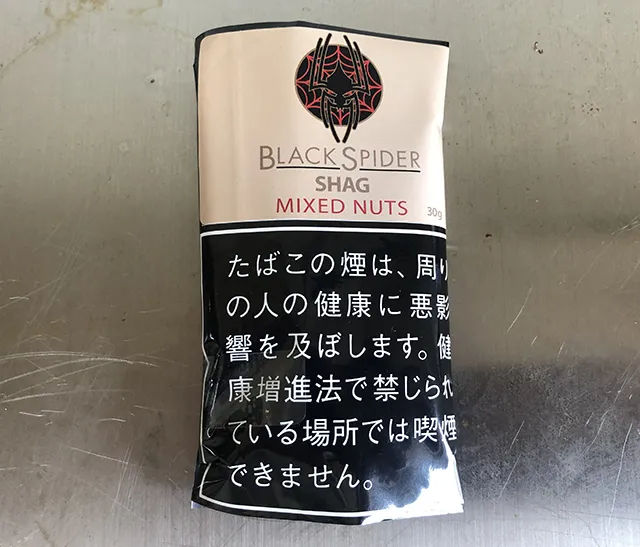 BLACK SPIDER
SHAG
MIXED NUTS
30g
たばこの煙は、周り
の人の健康に悪影
響を及ぼします。健
康増進法で禁じられ
ている場所では喫煙
できません。